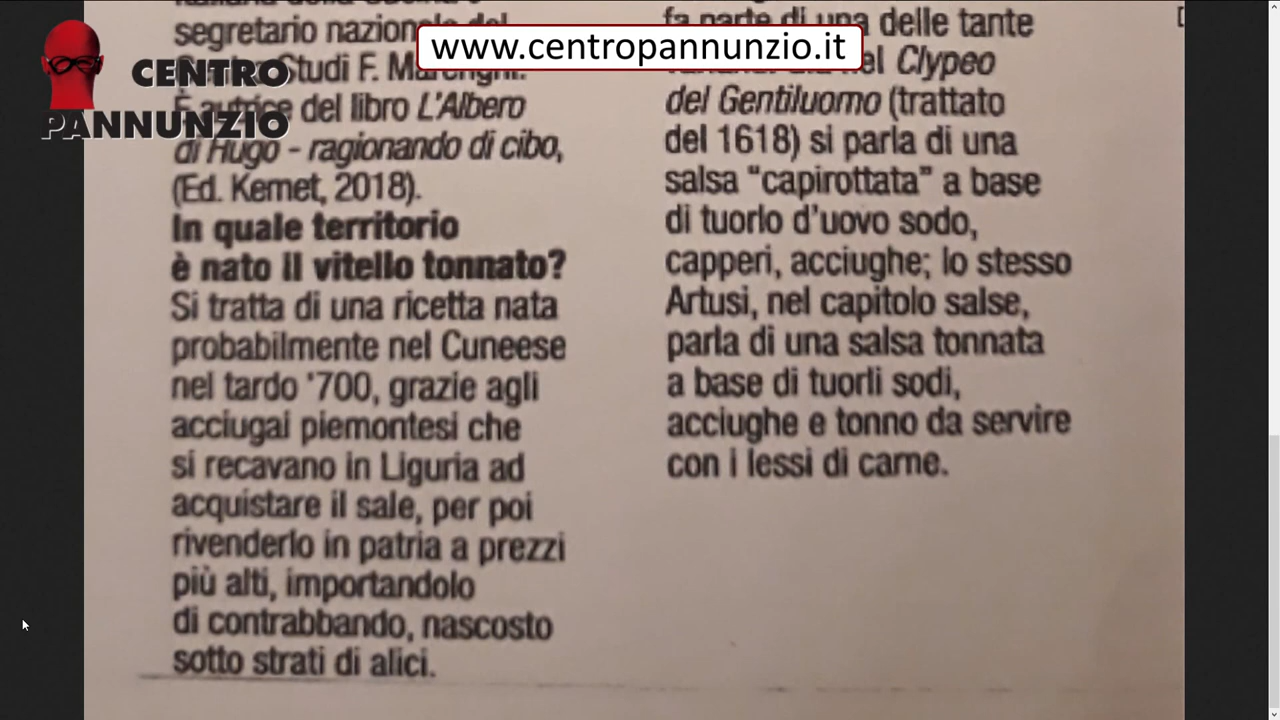 www.centropannunzio.it
CENTRO
PANNUNZIO
segretario nazionale del
Studi F. Marenghi.
È autrice del libro L'Albero
di Hugo - ragionando di cibo,
(Ed. Kemet, 2018).
In quale territorio
è nato il vitello tonnato?
Si tratta di una ricetta nata
probabilmente nel Cuneese
nel tardo '700, grazie agli
acciugai piemontesi che
si recavano in Liguria ad
acquistare il sale, per poi
rivenderlo in patria a prezzi
più alti, importandolo
di contrabbando, nascosto
sotto strati di alici.
fa parte di una delle tante
nel Clypeo
del Gentiluomo (trattato
del 1618) si parla di una
salsa "capirottata" a base
di tuorlo d'uovo sodo,
capperi, acciughe; lo stesso
Artusi, nel capitolo salse,
parla di una salsa tonnata
a base di tuorli sodi,
acciughe e tonno da servire
con i lessi di carne.